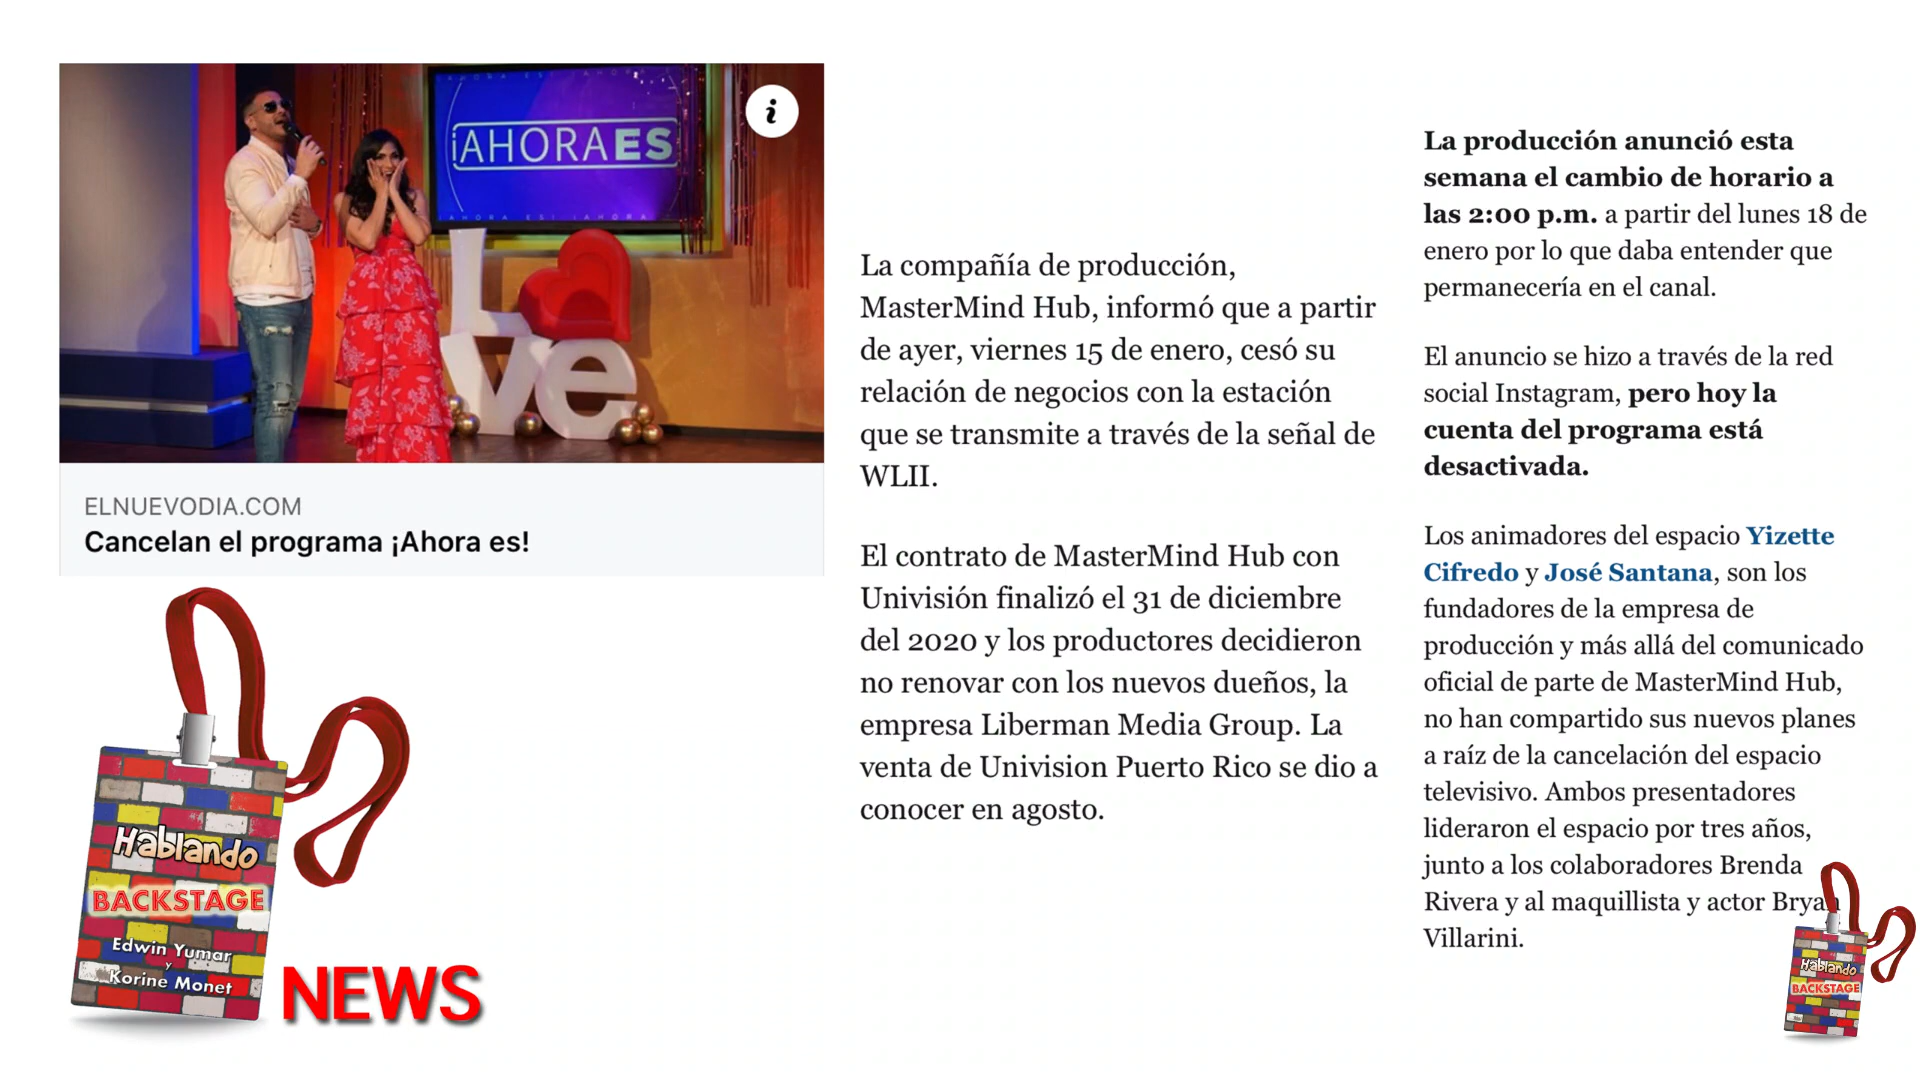 ¡AHORAES
ELNUEVODIA.COM
Cancelan el programa ¡Ahora es!
LOVE
Hablando
BACKSTAGE
Edwin Yumar
y
Korine Monet
NEWS
La compañía de producción,
MasterMind Hub, informó que a partir
de ayer, viernes 15 de enero, cesó su
relación de negocios con la estación
que se transmite a través de la señal de
WLII.
El contrato de MasterMind Hub con
Univisión finalizó el 31 de diciembre
del 2020 y los productores decidieron
no renovar con los nuevos dueños, la
empresa Liberman Media Group. La
venta de Univision Puerto Rico se dio a
conocer en agosto.
La producción anunció esta
semana el cambio de horario a
las 2:00 p.m. a partir del lunes 18 de
enero por lo que daba entender que
permanecería en el canal.
El anuncio se hizo a través de la red
social Instagram, pero hoy la
cuenta del programa está
desactivada.
Los animadores del espacio Yizette
Cifredo y José Santana, son los
fundadores de la empresa de
producción y más allá del comunicado
oficial de parte de MasterMind Hub,
no han compartido sus nuevos planes
a raíz de la cancelación del espacio
televisivo. Ambos presentadores
lideraron el espacio por tres años,
junto a los colaboradores Brenda
Rivera y al maquillista y actor Bryan
Villarini.
Hablando
BACKSTAGE